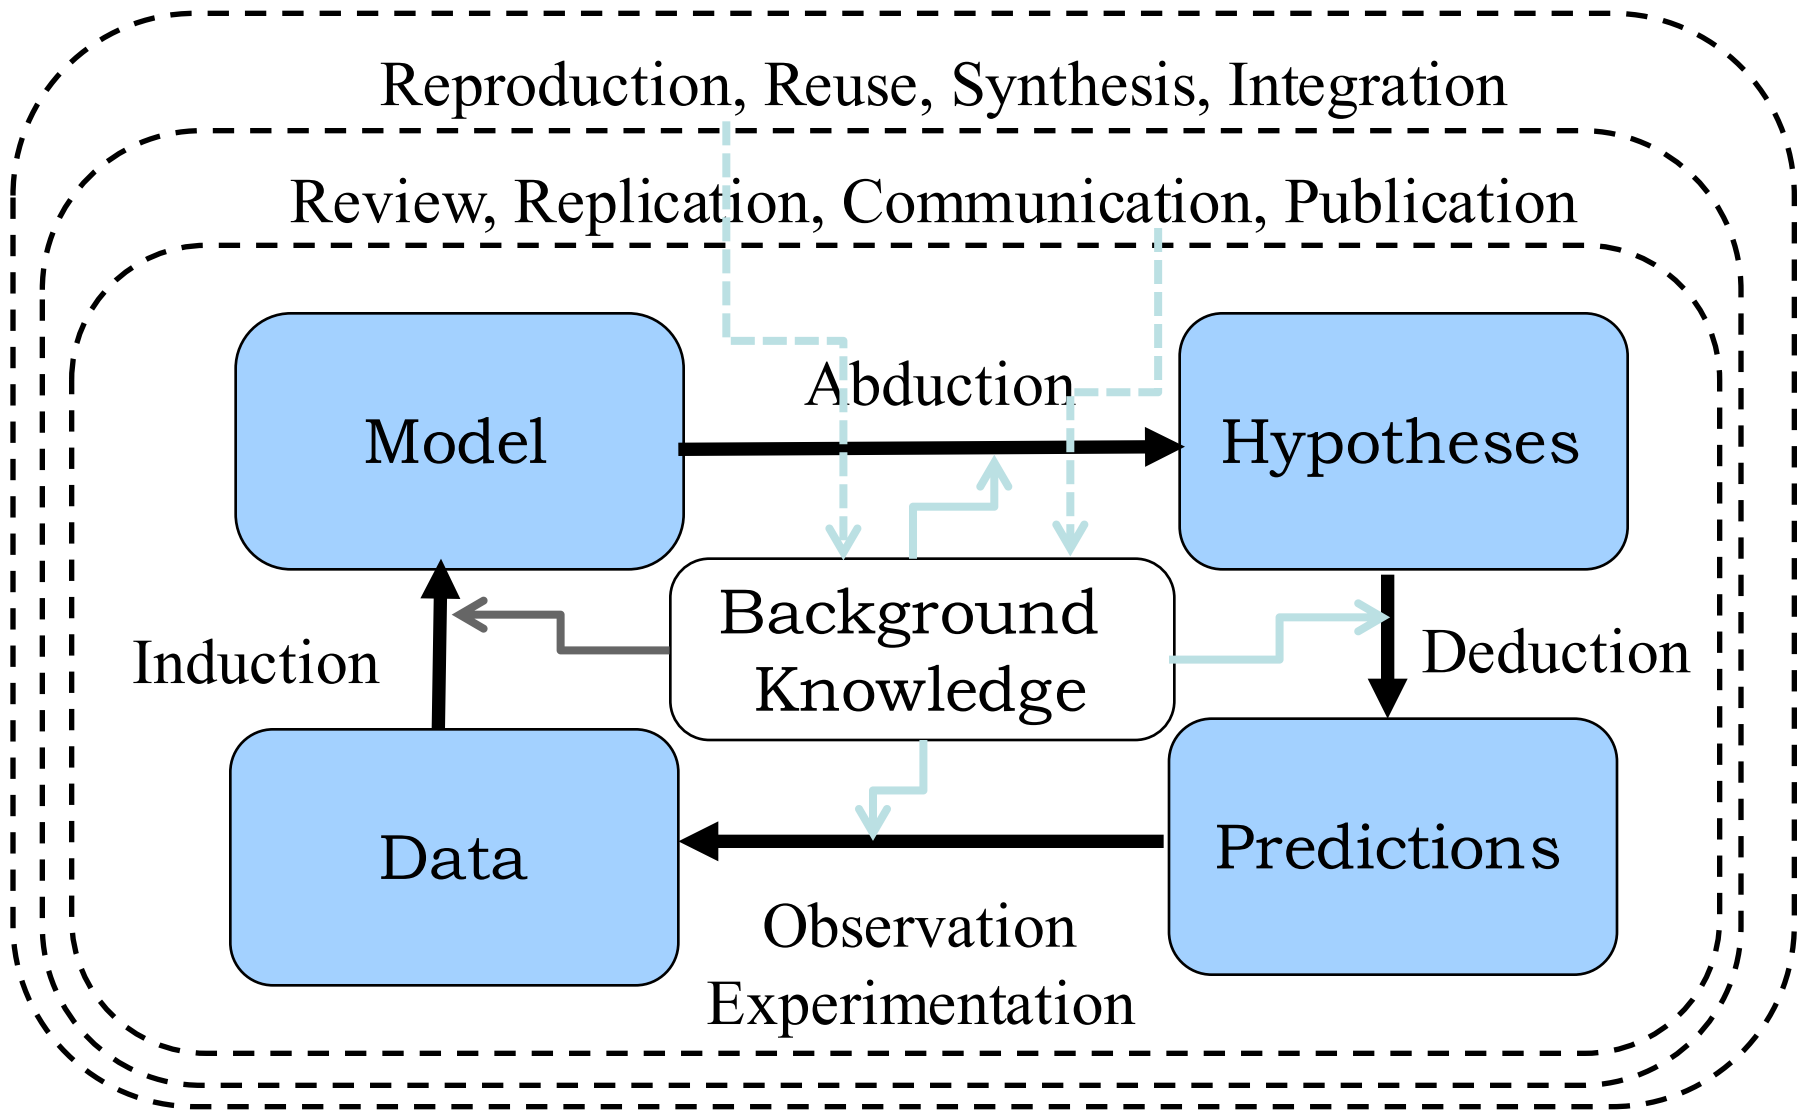 Reproduction, Reuse, Synthesis, Integration
Review, Replication, Communication, Publication
Abduction
Model
Hypotheses
Background
Knowledge
Induction
Deduction
Data
Predictions
Observation
Experimentation